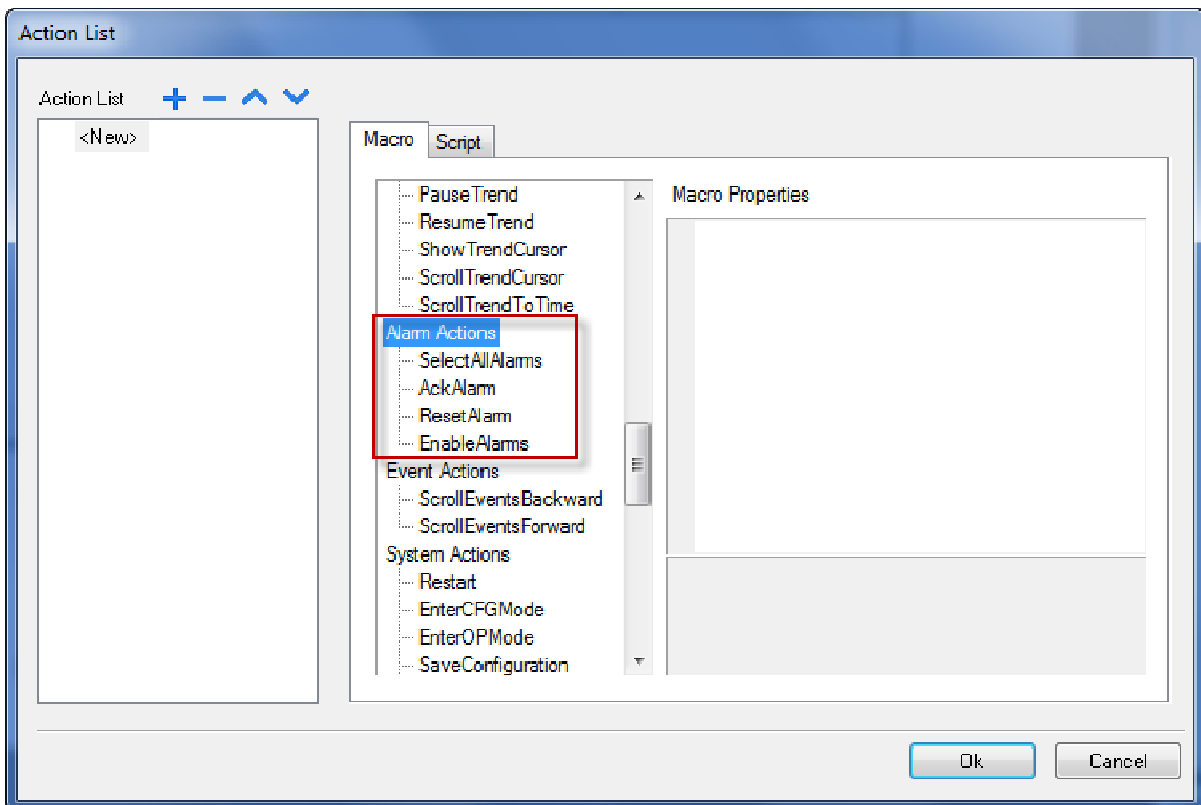 Action List
Action List
<New>
Macro
Script
PauseTrend
ResumeTrend
ShowTrendCursor
ScrollTrendCursor
ScrollTrendToTime
Alarm Actions
SelectAllAlarms
AckAlarm
ResetAlarm
EnableAlarms
Event Actions
ScrollEventsBackward
ScrollEventsForward
System Actions
Restart
EnterCFGMode
EnterOPMode
SaveConfiguration
Macro Properties
Ok
Cancel